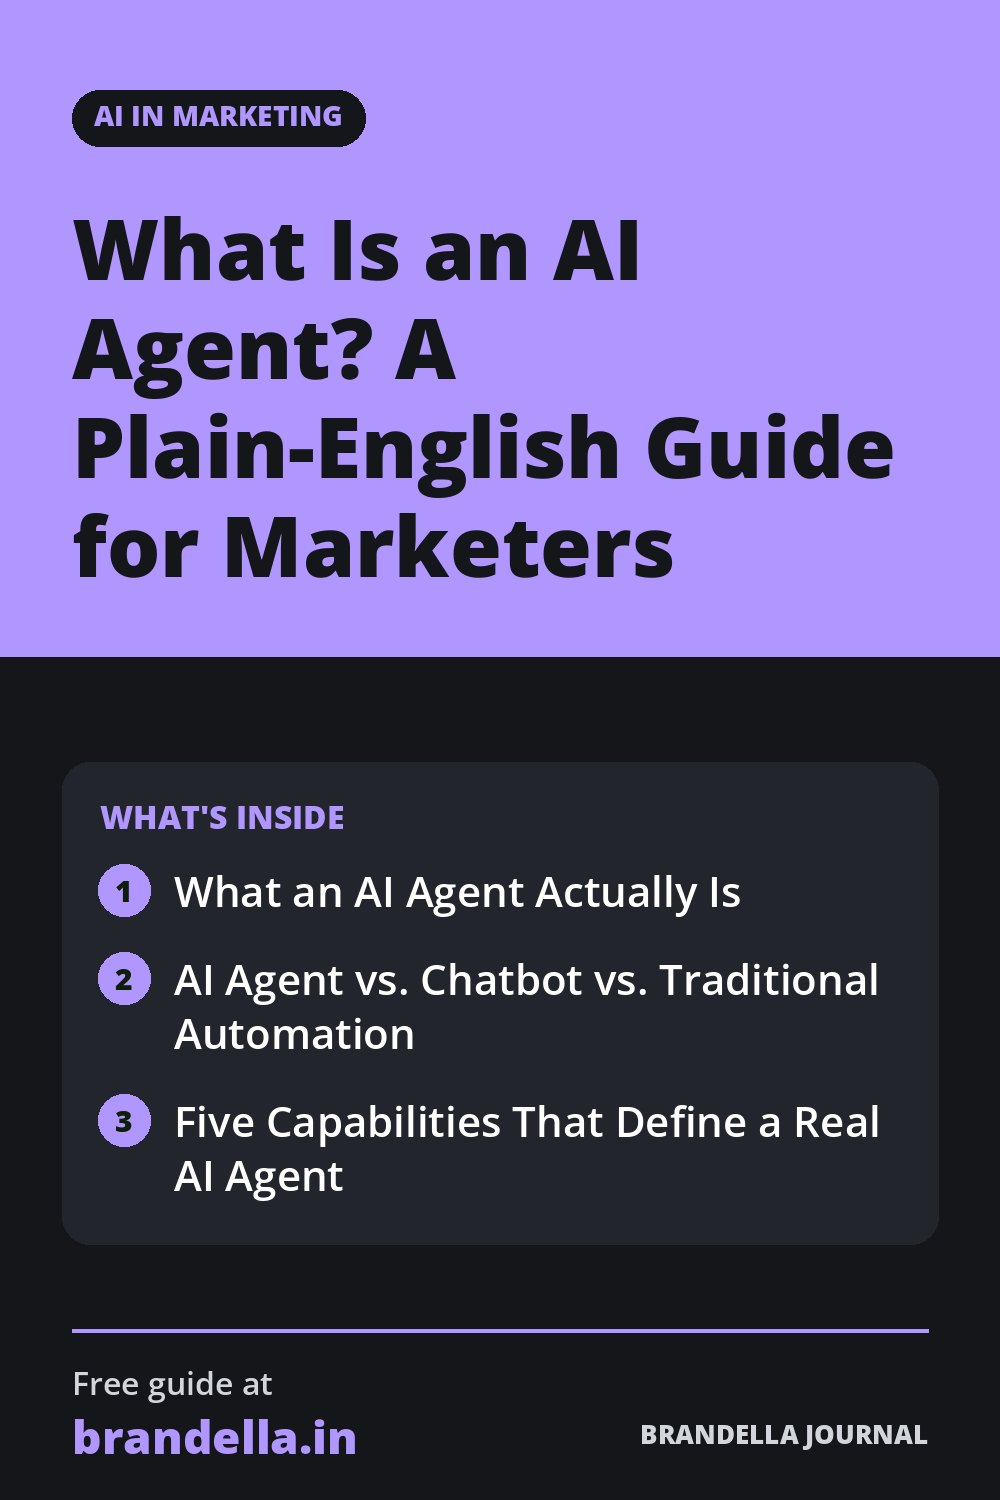 AI IN MARKETING
What Is an AI
Agent? A
Plain-English Guide
for Marketers
WHAT'S INSIDE
1 What an AI Agent Actually Is
2 AI Agent vs. Chatbot vs. Traditional
Automation
3 Five Capabilities That Define a Real
AI Agent
Free guide at
brandella.in
BRANDELLA JOURNAL